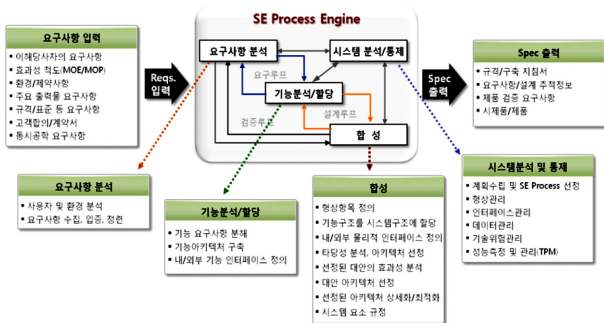 SE Process Engine
요구사항 입력
• 이해당사자의 요구사항
• 효과성 척도(MOE/MOP)
• 환경/제약사항
• 주요 출력물 요구사항
• 규격/표준 등 요구사항
• 고객합의/계약서
• 동시공학 요구사항
Reqs.
입력
요구사항 분석
시스템 분석/통제
요구루프
기능분석/할당
설계루프
검증루프
합 성
Spec
출력
Spec 출력
• 규격/구축 지침서
• 요구사항/설계 추적정보
• 제품 검증 요구사항
• 시제품/제품
요구사항 분석
• 사용자 및 환경 분석
• 요구사항 수집, 입증, 정련
기능분석/할당
• 기능 요구사항 분해
• 기능아키텍처 구축
• 내/외부 기능 인터페이스 정의
합성
• 형상항목 정의
• 기능구조를 시스템구조에 할당
• 내/외부 물리적 인터페이스 정의
• 타당성 분석, 아키텍처 선정
• 선정된 대안의 효과성 분석
• 대안 아키텍처 선정
• 선정된 아키텍처 상세화/최적화
• 시스템 요소 규정
시스템분석 및 통제
• 계획수립 및 SE Process 선정
• 형상관리
• 인터페이스관리
• 데이터관리
• 기술위험관리
• 성능측정 및 관리(TPM)